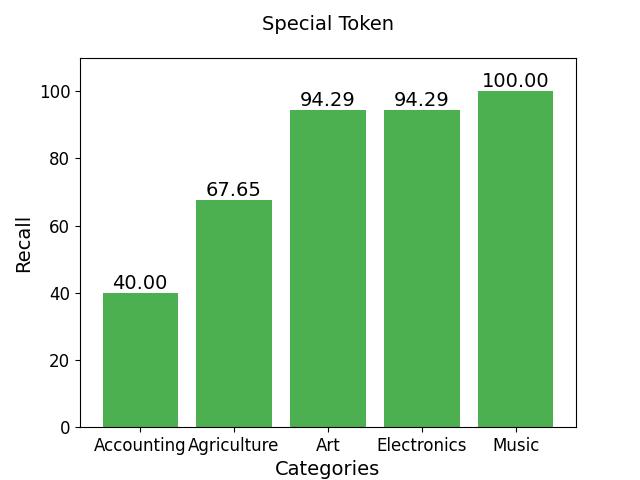 Special Token
100.00
94.29 94.29
67.65
40.00
100
80
60
40
20
0
Recall
Accounting Agriculture Art Electronics Music
Categories